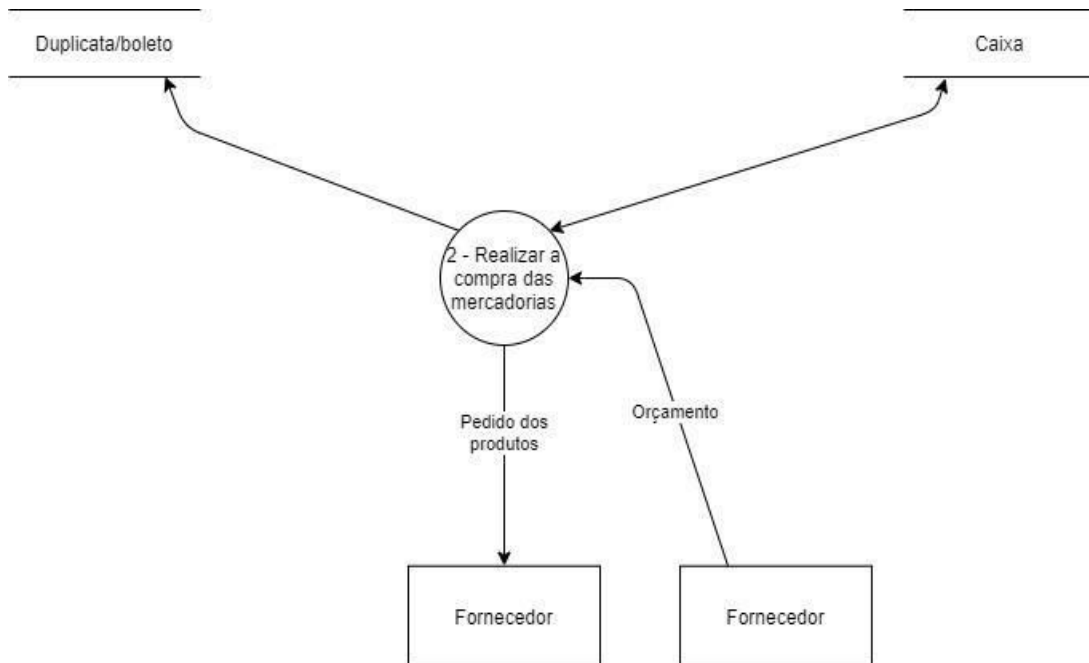 Duplicata/boleto
Caixa
2 - Realizar a
compra das
mercadorias
Pedido dos
produtos
Orçamento
Fornecedor
Fornecedor